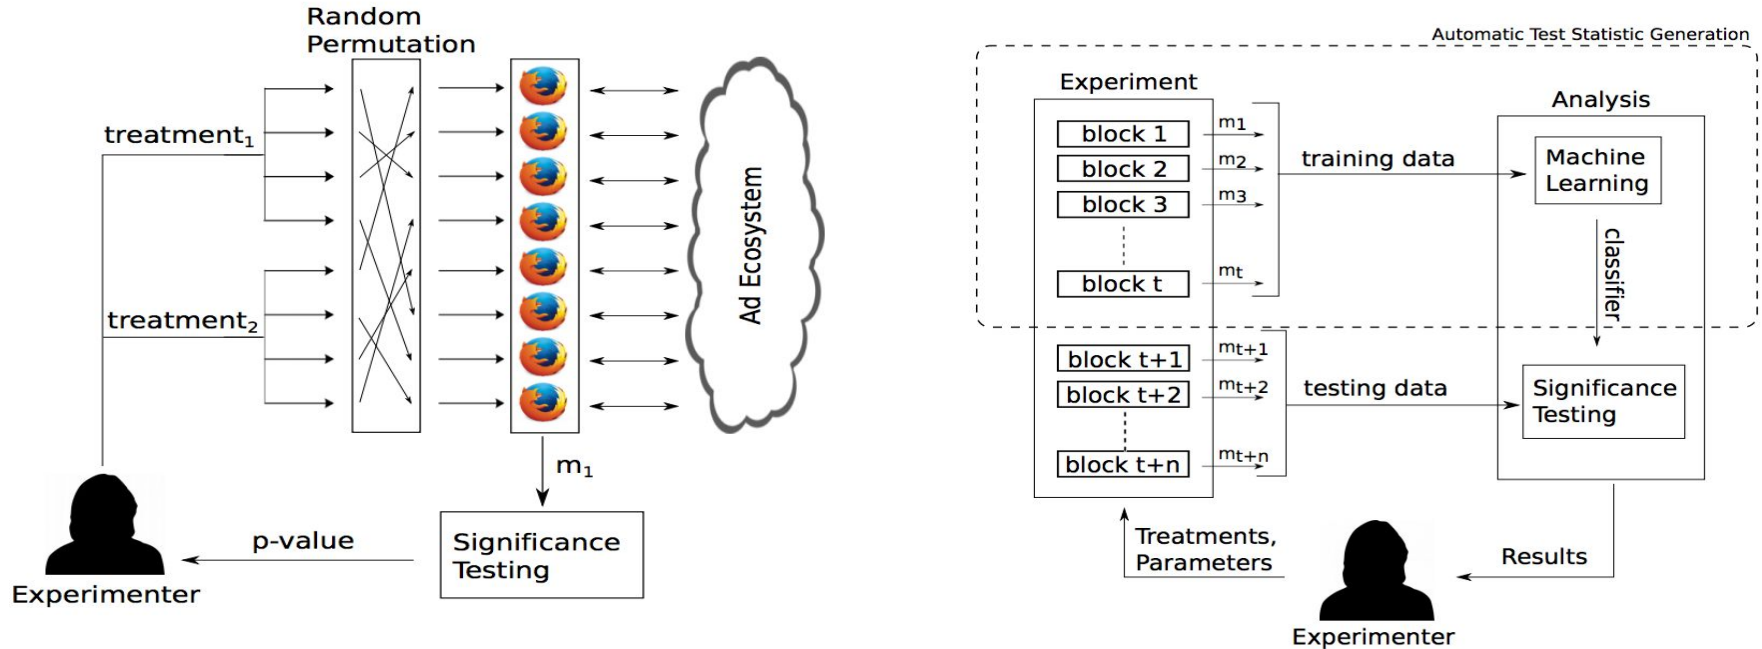 Random
Permutation
treatment1
treatment2
Ad Ecosystem
m1
Significance
Testing
p-value
Experimenter
Automatic Test Statistic Generation
Experiment
block 1
m1
block 2
m2
block 3
m3
block t
mt
training data
Analysis
Machine
Learning
classifier
block t+1
mt+1
block t+2
mt+2
block t+n
mt+n
testing data
Significance
Testing
Treatments,
Parameters
Results
Experimenter